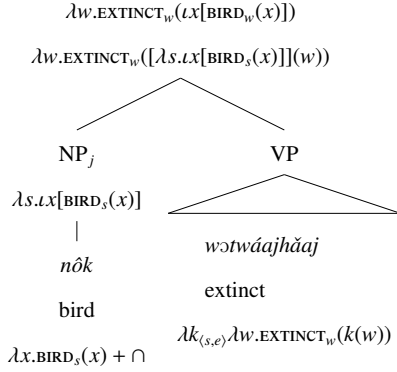 λw.EXTINCT_w(ιx[BIRD_w(x)])
λw.EXTINCT_w([λs.ιx[BIRD_s(x)]](w))
NP_j VP
λs.ιx[BIRD_s(x)]
nôk wɔtwáajhǎaj
bird extinct
λx.BIRD_s(x) + ∩ λk_⟨s,e⟩λw.EXTINCT_w(k(w))